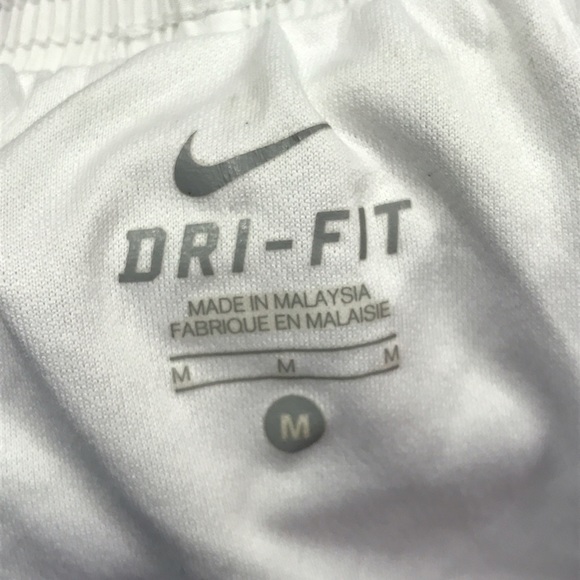 DRI-FIT
MADE IN MALAYSIA
FABRIQUE EN MALAISIE
M M M
M